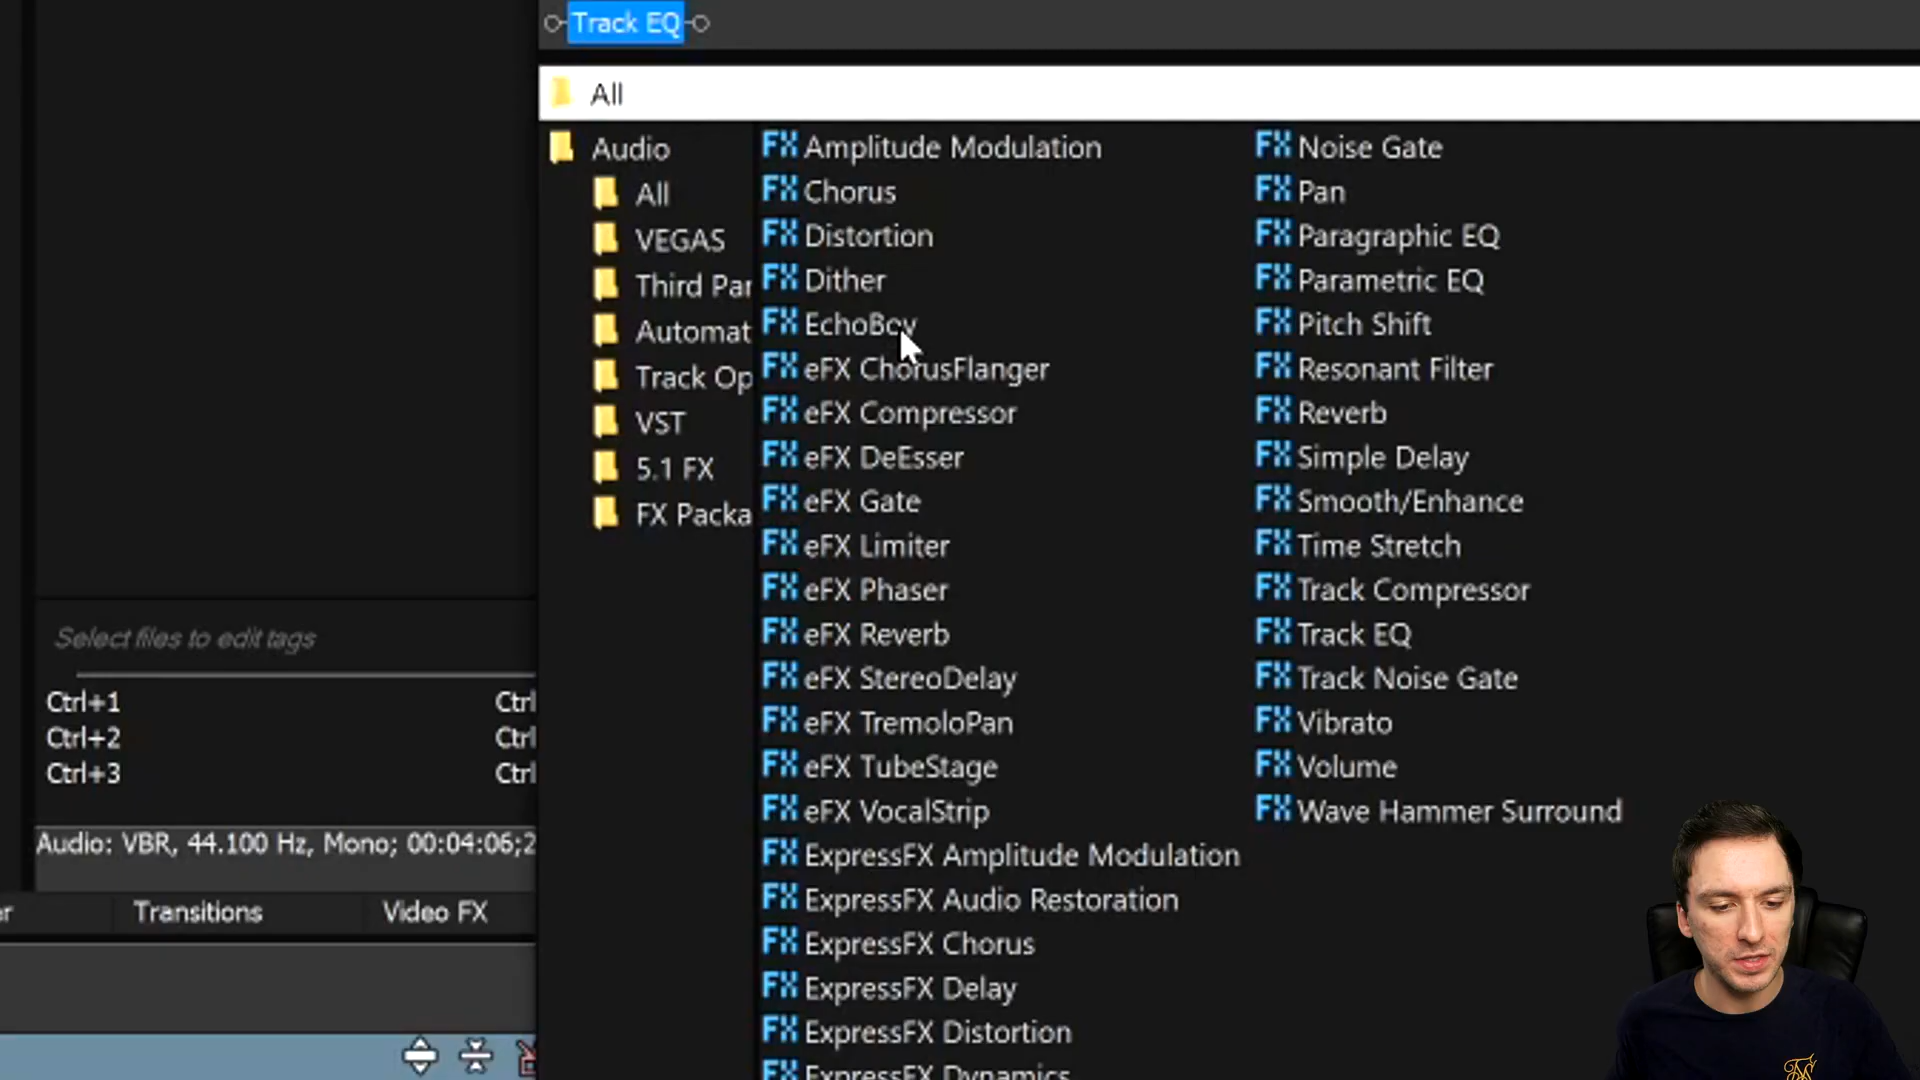 Track EQ
All
Audio
All
VEGAS
Third Par
Automat
Track Op
VST
5.1 FX
FX Packa
FX Amplitude Modulation
FX Chorus
FX Distortion
FX Dither
FX EchoBoy
FX eFX ChorusFlanger
FX eFX Compressor
FX eFX DeEsser
FX eFX Gate
FX eFX Limiter
FX eFX Phaser
FX eFX Reverb
FX eFX StereoDelay
FX eFX TremoloPan
FX eFX TubeStage
FX eFX VocalStrip
FX ExpressFX Amplitude Modulation
FX ExpressFX Audio Restoration
FX ExpressFX Chorus
FX ExpressFX Delay
FX ExpressFX Distortion
FX ExpressFX Dynamics
FX Noise Gate
FX Pan
FX Paragraphic EQ
FX Parametric EQ
FX Pitch Shift
FX Resonant Filter
FX Reverb
FX Simple Delay
FX Smooth/Enhance
FX Time Stretch
FX Track Compressor
FX Track EQ
FX Track Noise Gate
FX Vibrato
FX Volume
FX Wave Hammer Surround
Select files to edit tags
Ctrl+1 Ctrl
Ctrl+2 Ctrl
Ctrl+3 Ctrl
Audio: VBR, 44.100 Hz, Mono; 00:04:06;2
er Transitions Video FX